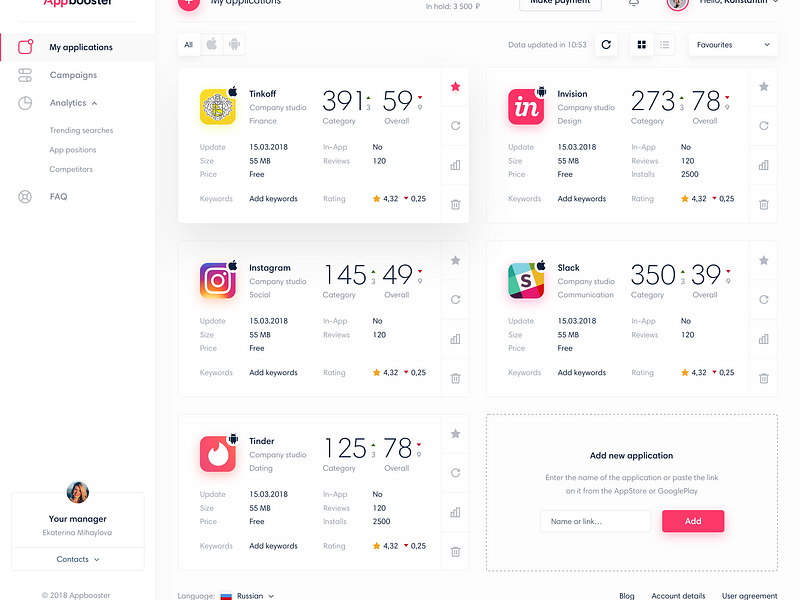 Appbooster
My applications
In hold: 3 500 ₽
Make payment
Hello, Konstantin
My applications
Campaigns
Analytics
Trending searches
App positions
Competitors
FAQ
All
Data updated in 10:53
Favourites
Tinkoff
Company studio
Finance
391 3 59 9
Category Overall
Update 15.03.2018 In-App No
Size 55 MB Reviews 120
Price Free
Keywords Add keywords Rating 4,32 0,25
in
Invision
Company studio
Design
273 3 78 9
Category Overall
Update 15.03.2018 In-App No
Size 55 MB Reviews 120
Price Free Installs 2500
Keywords Add keywords Rating 4,32 0,25
Instagram
Company studio
Social
145 3 49 9
Category Overall
Update 15.03.2018 In-App No
Size 55 MB Reviews 120
Price Free
Keywords Add keywords Rating 4,32 0,25
S
Slack
Company studio
Communication
350 3 39 9
Category Overall
Update 15.03.2018 In-App No
Size 55 MB Reviews 120
Price Free
Keywords Add keywords Rating 4,32 0,25
Tinder
Company studio
Dating
125 3 78 9
Category Overall
Update 15.03.2018 In-App No
Size 55 MB Reviews 120
Price Free Installs 2500
Keywords Add keywords Rating 4,32 0,25
Add new application
Enter the name of the application or paste the link
on it from the AppStore or GooglePlay
Name or link...
Add
Your manager
Ekaterina Mihaylova
Contacts
© 2018 Appbooster
Language: Russian
Blog Account details User agreement